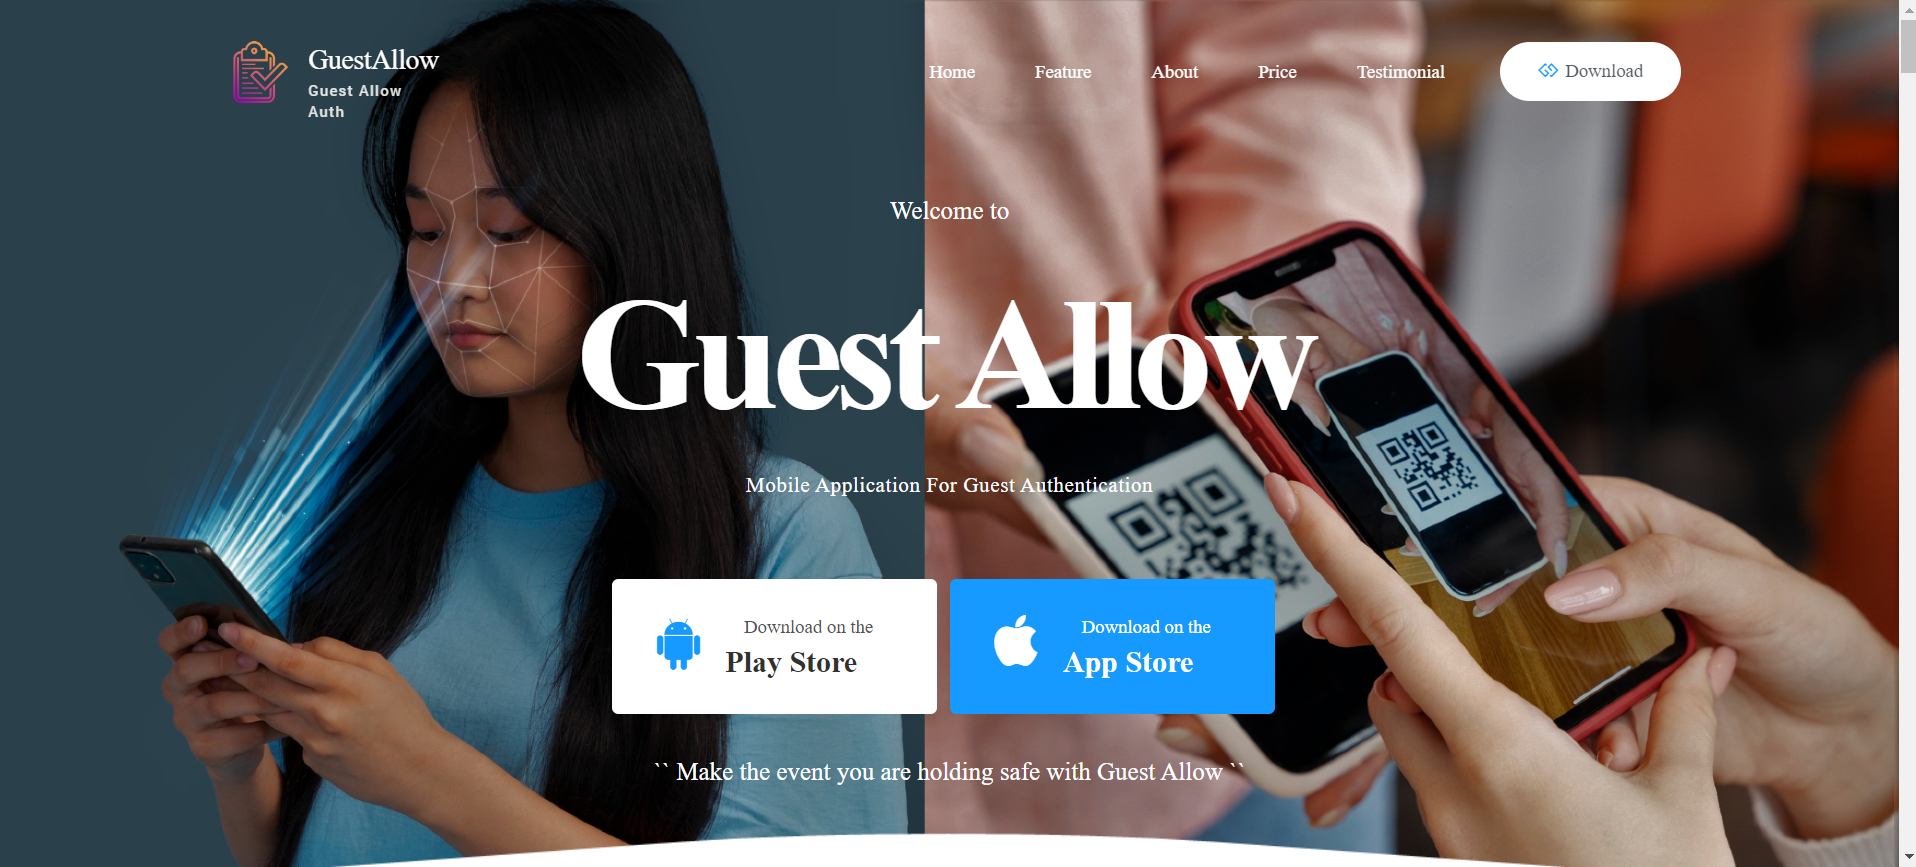 GuestAllow
Guest Allow
Auth
Home Feature About Price Testimonial Download
Welcome to
Guest Allow
Mobile Application For Guest Authentication
Download on the
Play Store
Download on the
App Store
`` Make the event you are holding safe with Guest Allow ``